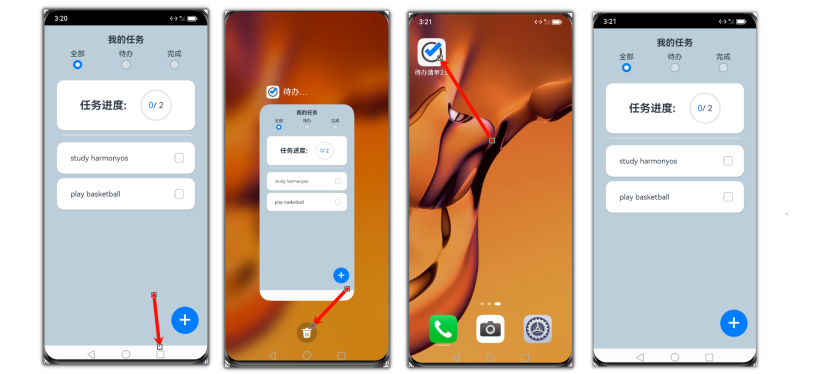 3:20
我的任务
全部 待办 完成
任务进度: 0/ 2
study harmonyos
play basketball
待办...
我的任务
全部 待办 完成
任务进度: 0/ 2
study harmonyos
play basketball
3:21
待办清单2.0
3:21
我的任务
全部 待办 完成
任务进度: 0/ 2
study harmonyos
play basketball